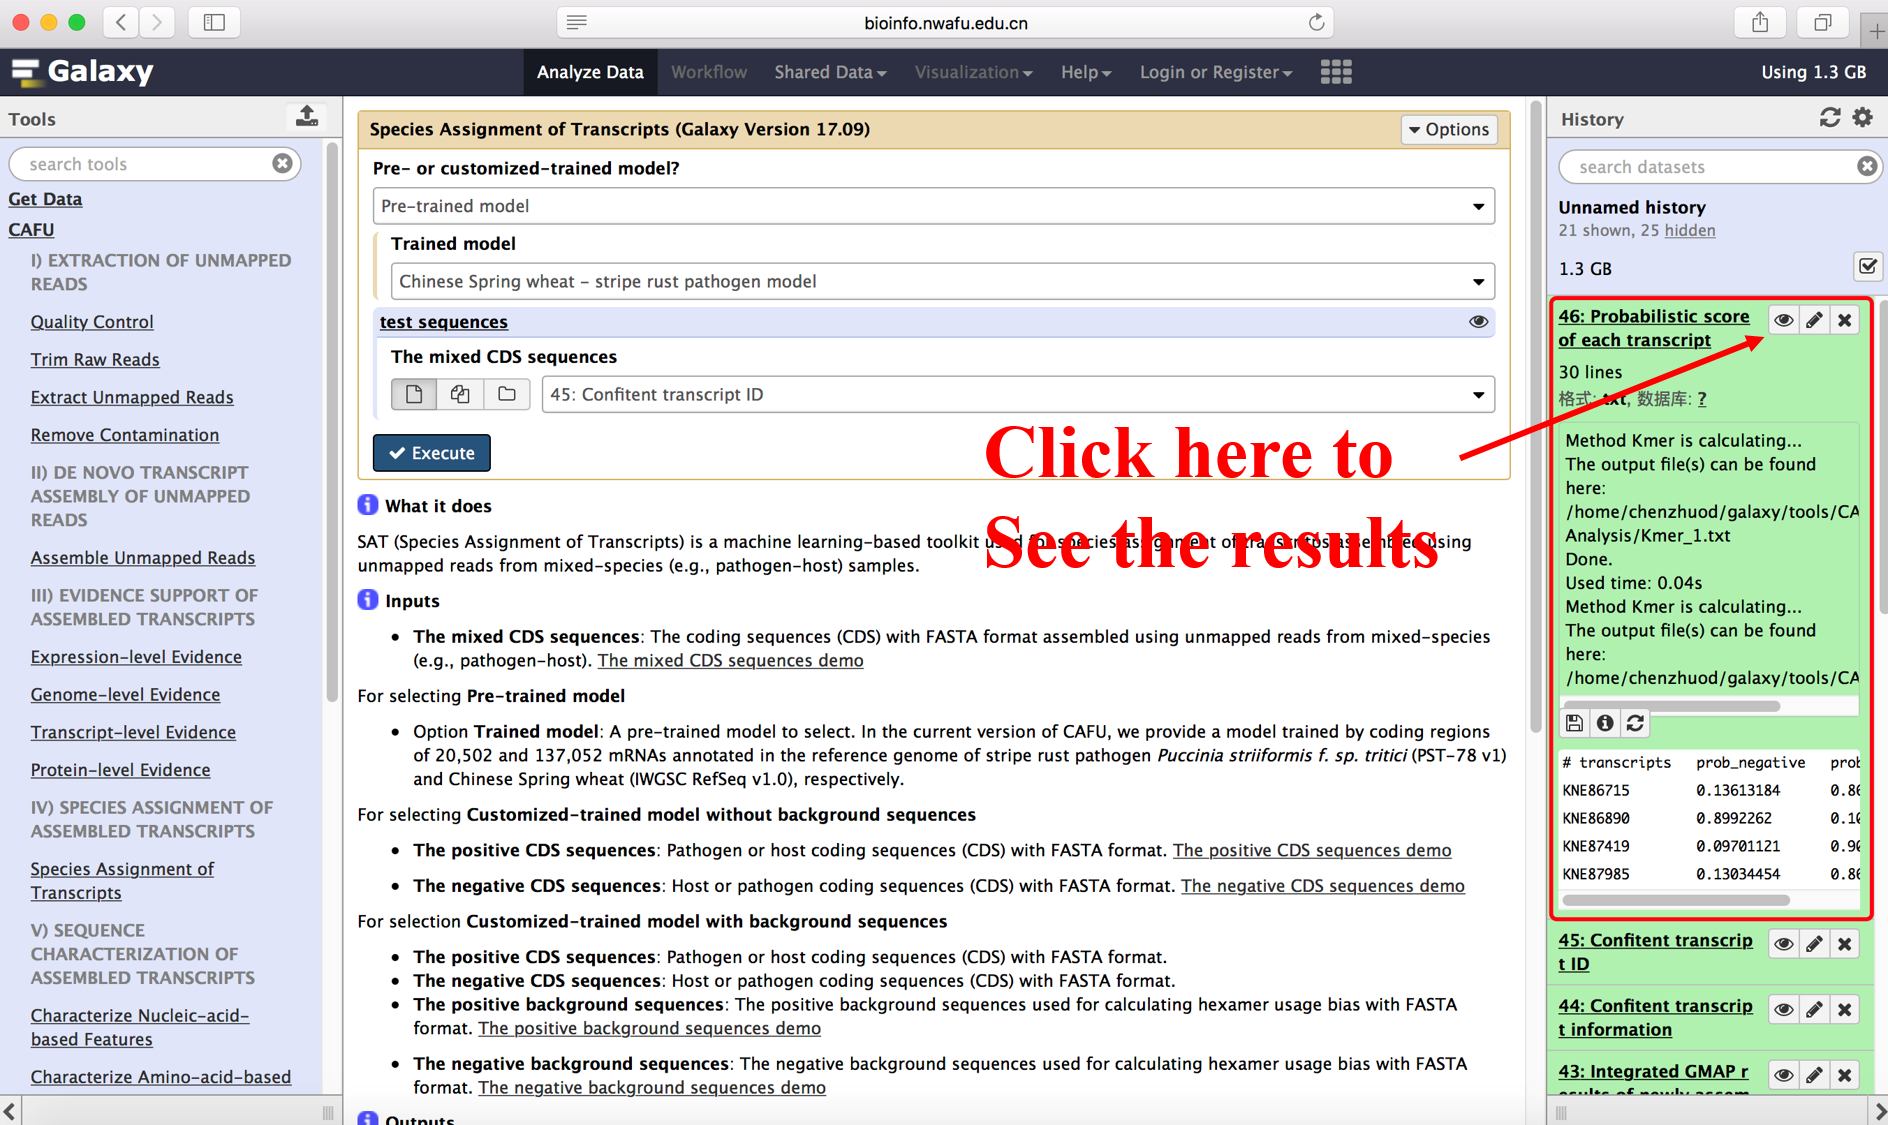 bioinfo.nwafu.edu.cn
Galaxy
Analyze Data
Workflow
Shared Data
Visualization
Help
Login or Register
Using 1.3 GB
Tools
search tools
Get Data
CAFU
I) EXTRACTION OF UNMAPPED
READS
Quality Control
Trim Raw Reads
Extract Unmapped Reads
Remove Contamination
II) DE NOVO TRANSCRIPT
ASSEMBLY OF UNMAPPED
READS
Assemble Unmapped Reads
III) EVIDENCE SUPPORT OF
ASSEMBLED TRANSCRIPTS
Expression-level Evidence
Genome-level Evidence
Transcript-level Evidence
Protein-level Evidence
IV) SPECIES ASSIGNMENT OF
ASSEMBLED TRANSCRIPTS
Species Assignment of
Transcripts
V) SEQUENCE
CHARACTERIZATION OF
ASSEMBLED TRANSCRIPTS
Characterize Nucleic-acid-
based Features
Characterize Amino-acid-based
Species Assignment of Transcripts (Galaxy Version 17.09)
Options
Pre- or customized-trained model?
Pre-trained model
Trained model
Chinese Spring wheat - stripe rust pathogen model
test sequences
The mixed CDS sequences
45: Confitent transcript ID
Execute
Click here to
See the results
What it does
SAT (Species Assignment of Transcripts) is a machine learning-based toolkit used for species assignment of transcripts assembled using
unmapped reads from mixed-species (e.g., pathogen-host) samples.
Inputs
• The mixed CDS sequences: The coding sequences (CDS) with FASTA format assembled using unmapped reads from mixed-species
(e.g., pathogen-host). The mixed CDS sequences demo
For selecting Pre-trained model
• Option Trained model: A pre-trained model to select. In the current version of CAFU, we provide a model trained by coding regions
of 20,502 and 137,052 mRNAs annotated in the reference genome of stripe rust pathogen Puccinia striiformis f. sp. tritici (PST-78 v1)
and Chinese Spring wheat (IWGSC RefSeq v1.0), respectively.
For selecting Customized-trained model without background sequences
• The positive CDS sequences: Pathogen or host coding sequences (CDS) with FASTA format. The positive CDS sequences demo
• The negative CDS sequences: Host or pathogen coding sequences (CDS) with FASTA format. The negative CDS sequences demo
For selection Customized-trained model with background sequences
• The positive CDS sequences: Pathogen or host coding sequences (CDS) with FASTA format.
• The negative CDS sequences: Host or pathogen coding sequences (CDS) with FASTA format.
• The positive background sequences: The positive background sequences used for calculating hexamer usage bias with FASTA
format. The positive background sequences demo
• The negative background sequences: The negative background sequences used for calculating hexamer usage bias with FASTA
format. The negative background sequences demo
Outputs
History
search datasets
Unnamed history
21 shown, 25 hidden
1.3 GB
46: Probabilistic score
of each transcript
30 lines
格式: txt, 数据库: ?
Method Kmer is calculating...
The output file(s) can be found
here:
/home/chenzhuod/galaxy/tools/CA
Analysis/Kmer_1.txt
Done.
Used time: 0.04s
Method Kmer is calculating...
The output file(s) can be found
here:
/home/chenzhuod/galaxy/tools/CA
# transcripts prob_negative prob
KNE86715 0.13613184 0.86
KNE86890 0.8992262 0.10
KNE87419 0.09701121 0.90
KNE87985 0.13034454 0.86
45: Confitent transcrip
t ID
44: Confitent transcrip
t information
43: Integrated GMAP r
esults of newly assem